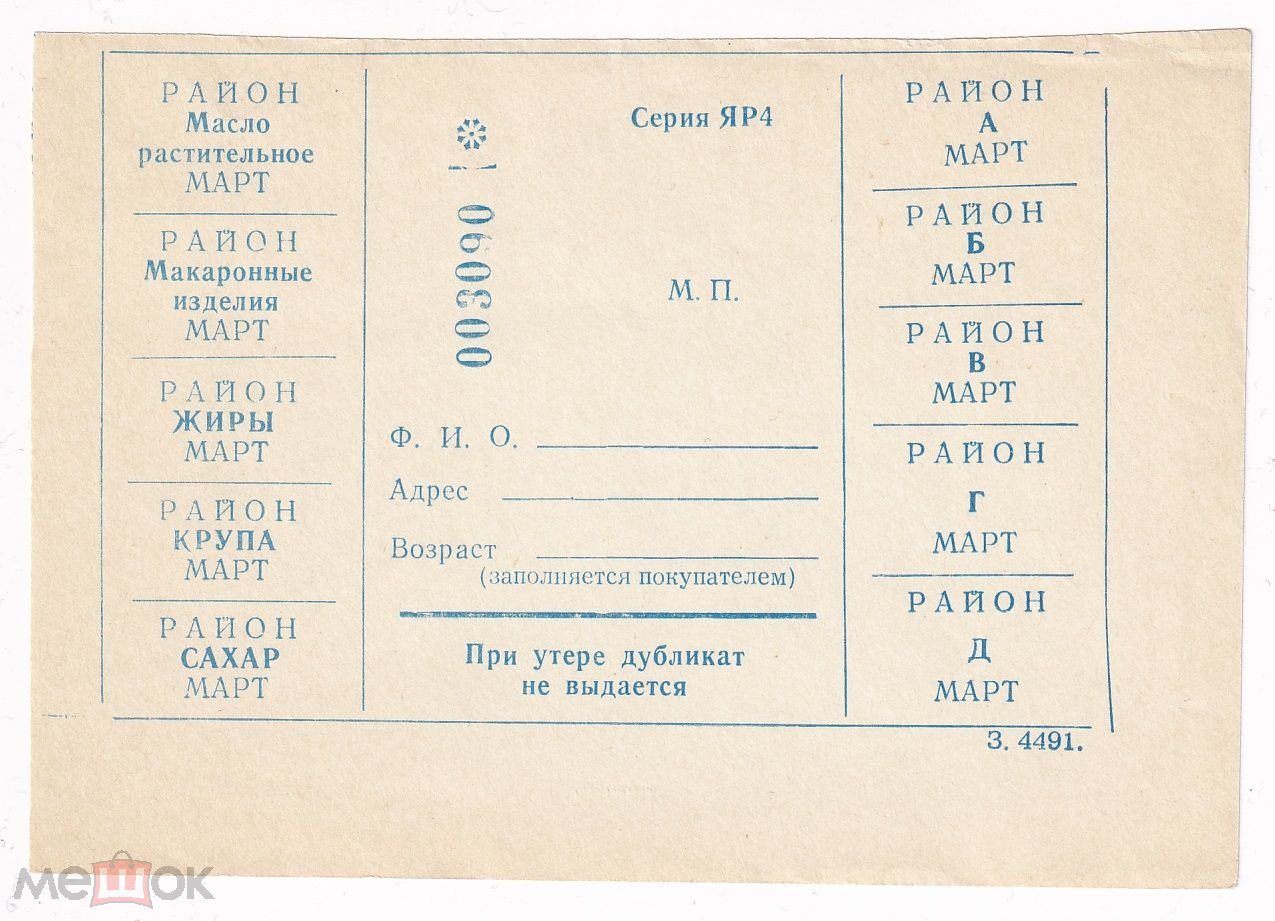 РАЙОН
Масло
растительное
МАРТ
РАЙОН
Макаронные
изделия
МАРТ
РАЙОН
ЖИРЫ
МАРТ
РАЙОН
КРУПА
МАРТ
РАЙОН
САХАР
МАРТ
003090
Серия ЯР4
М. П.
Ф. И. О.
Адрес
Возраст
(заполняется покупателем)
При утере дубликат
не выдается
РАЙОН
А
МАРТ
РАЙОН
Б
МАРТ
РАЙОН
В
МАРТ
РАЙОН
Г
МАРТ
РАЙОН
Д
МАРТ
З. 4491.
мешок